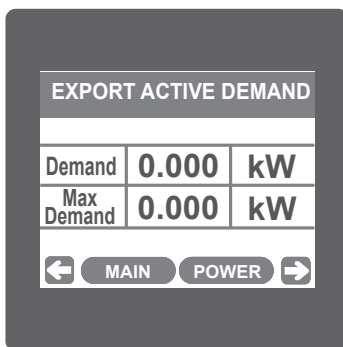 EXPORT ACTIVE DEMAND
Demand 0.000 kW
Max Demand 0.000 kW
MAIN POWER